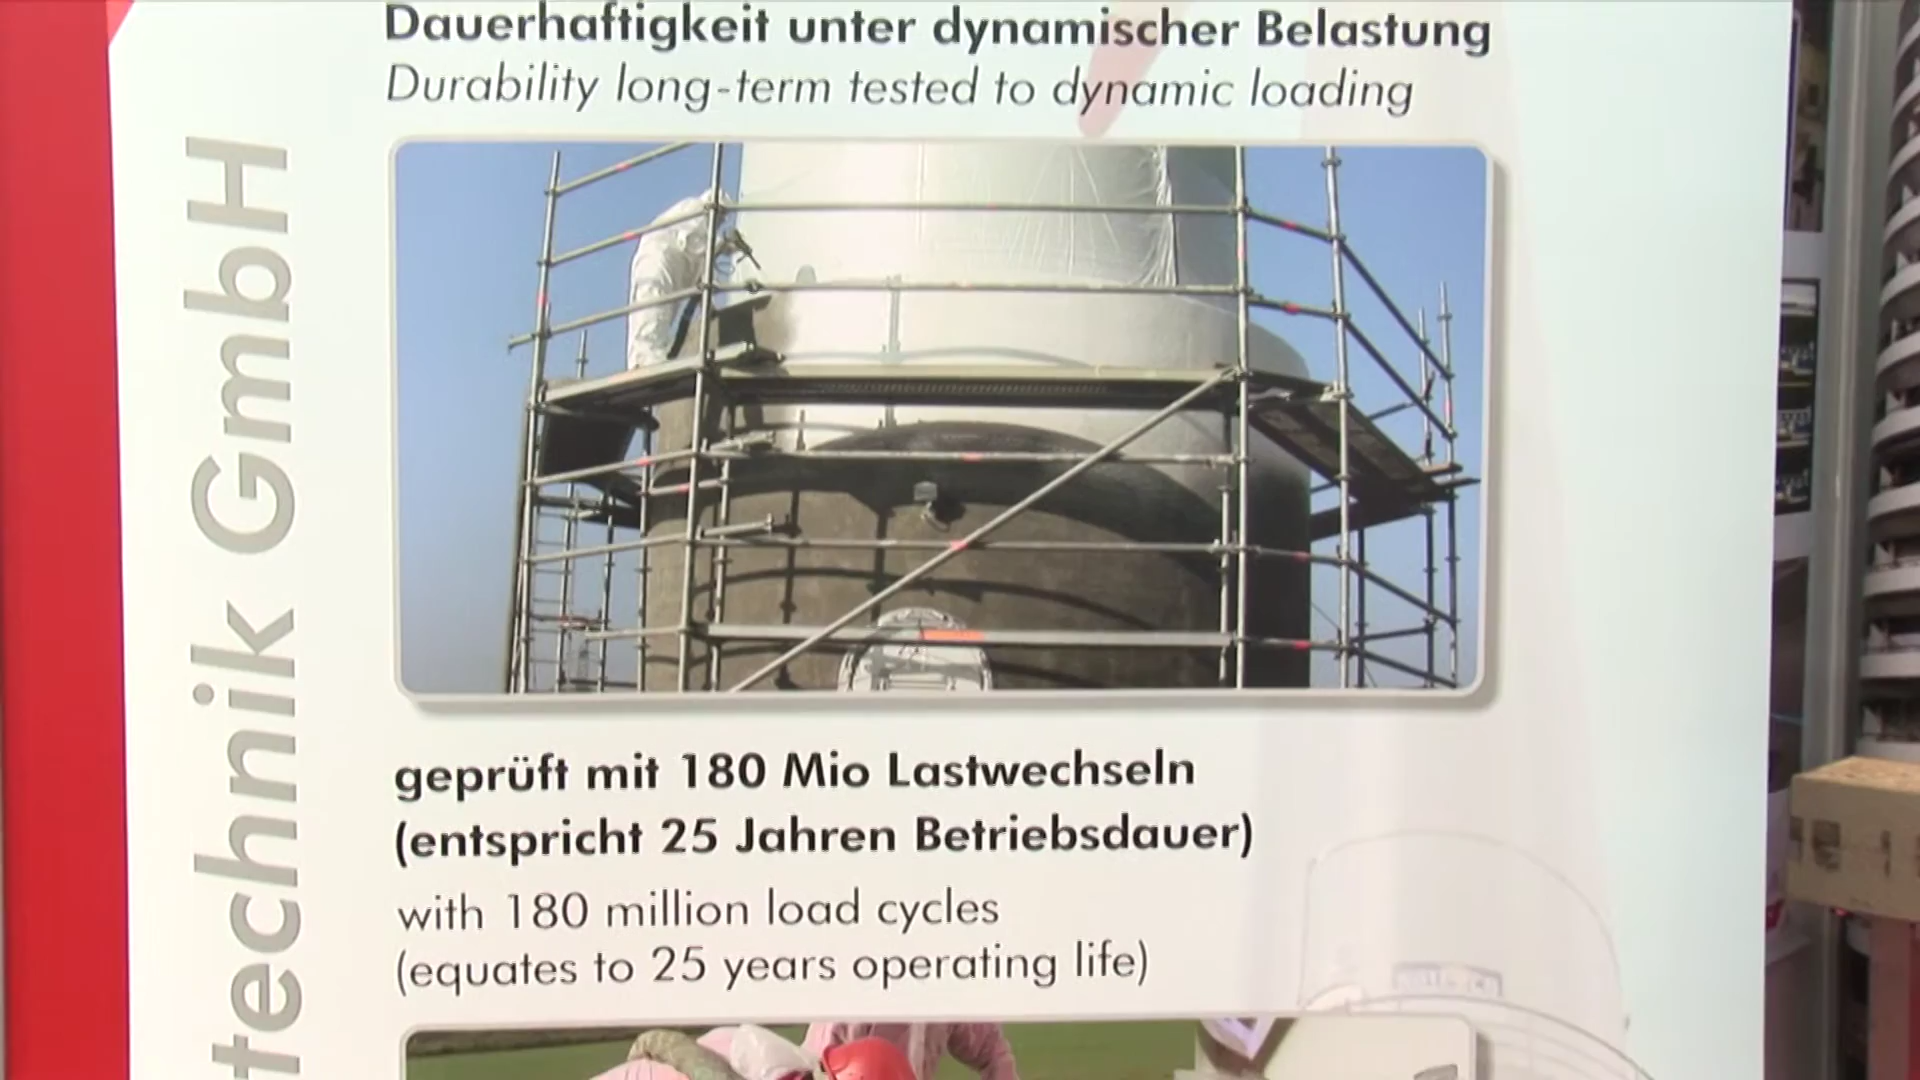 Dauerhaftigkeit unter dynamischer Belastung
Durability long-term tested to dynamic loading
technik GmbH
geprüft mit 180 Mio Lastwechseln
(entspricht 25 Jahren Betriebsdauer)
with 180 million load cycles
(equates to 25 years operating life)